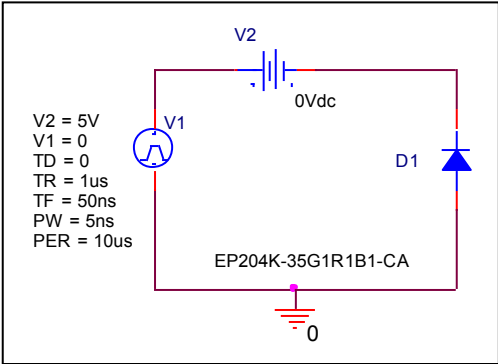 V2
0Vdc
V2 = 5V
V1 = 0
TD = 0
TR = 1us
TF = 50ns
PW = 5ns
PER = 10us
V1
D1
EP204K-35G1R1B1-CA
0